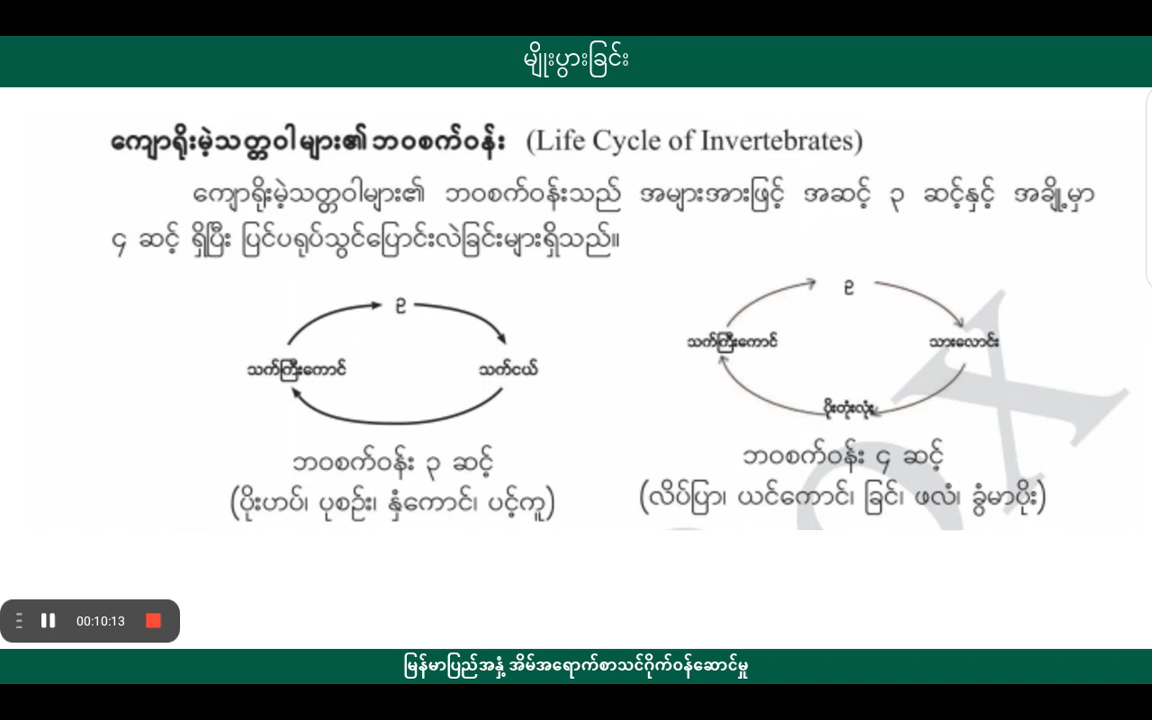 မျိုးပွားခြင်း
ကျောရိုးမဲ့သတ္တဝါများ၏ ဘဝစက်ဝန်း (Life Cycle of Invertebrates)
ကျောရိုးမဲ့သတ္တဝါများ၏ ဘဝစက်ဝန်းသည် အများအားဖြင့် အဆင့် ၃ ဆင့်နှင့် အချို့မှာ
၄ ဆင့် ရှိပြီး ပြင်ပရုပ်သွင်ပြောင်းလဲခြင်းများရှိသည်။
ဥ
သက်ကြီးကောင်
သက်ငယ်
ဘဝစက်ဝန်း ၃ ဆင့်
(ပိုးဟပ်၊ ပုစဉ်း၊ နှံကောင်၊ ပင့်ကူ)
ဥ
သက်ကြီးကောင်
သားလောင်း
ပိုးတုံးလုံး
ဘဝစက်ဝန်း ၄ ဆင့်
(လိပ်ပြာ၊ ယင်ကောင်၊ ခြင်၊ ဖလံ၊ ခွံမာပိုး)
00:10:13
မြန်မာပြည်အနှံ့ အိမ်အရောက်စာသင်ဂိုက်ဝန်ဆောင်မှု